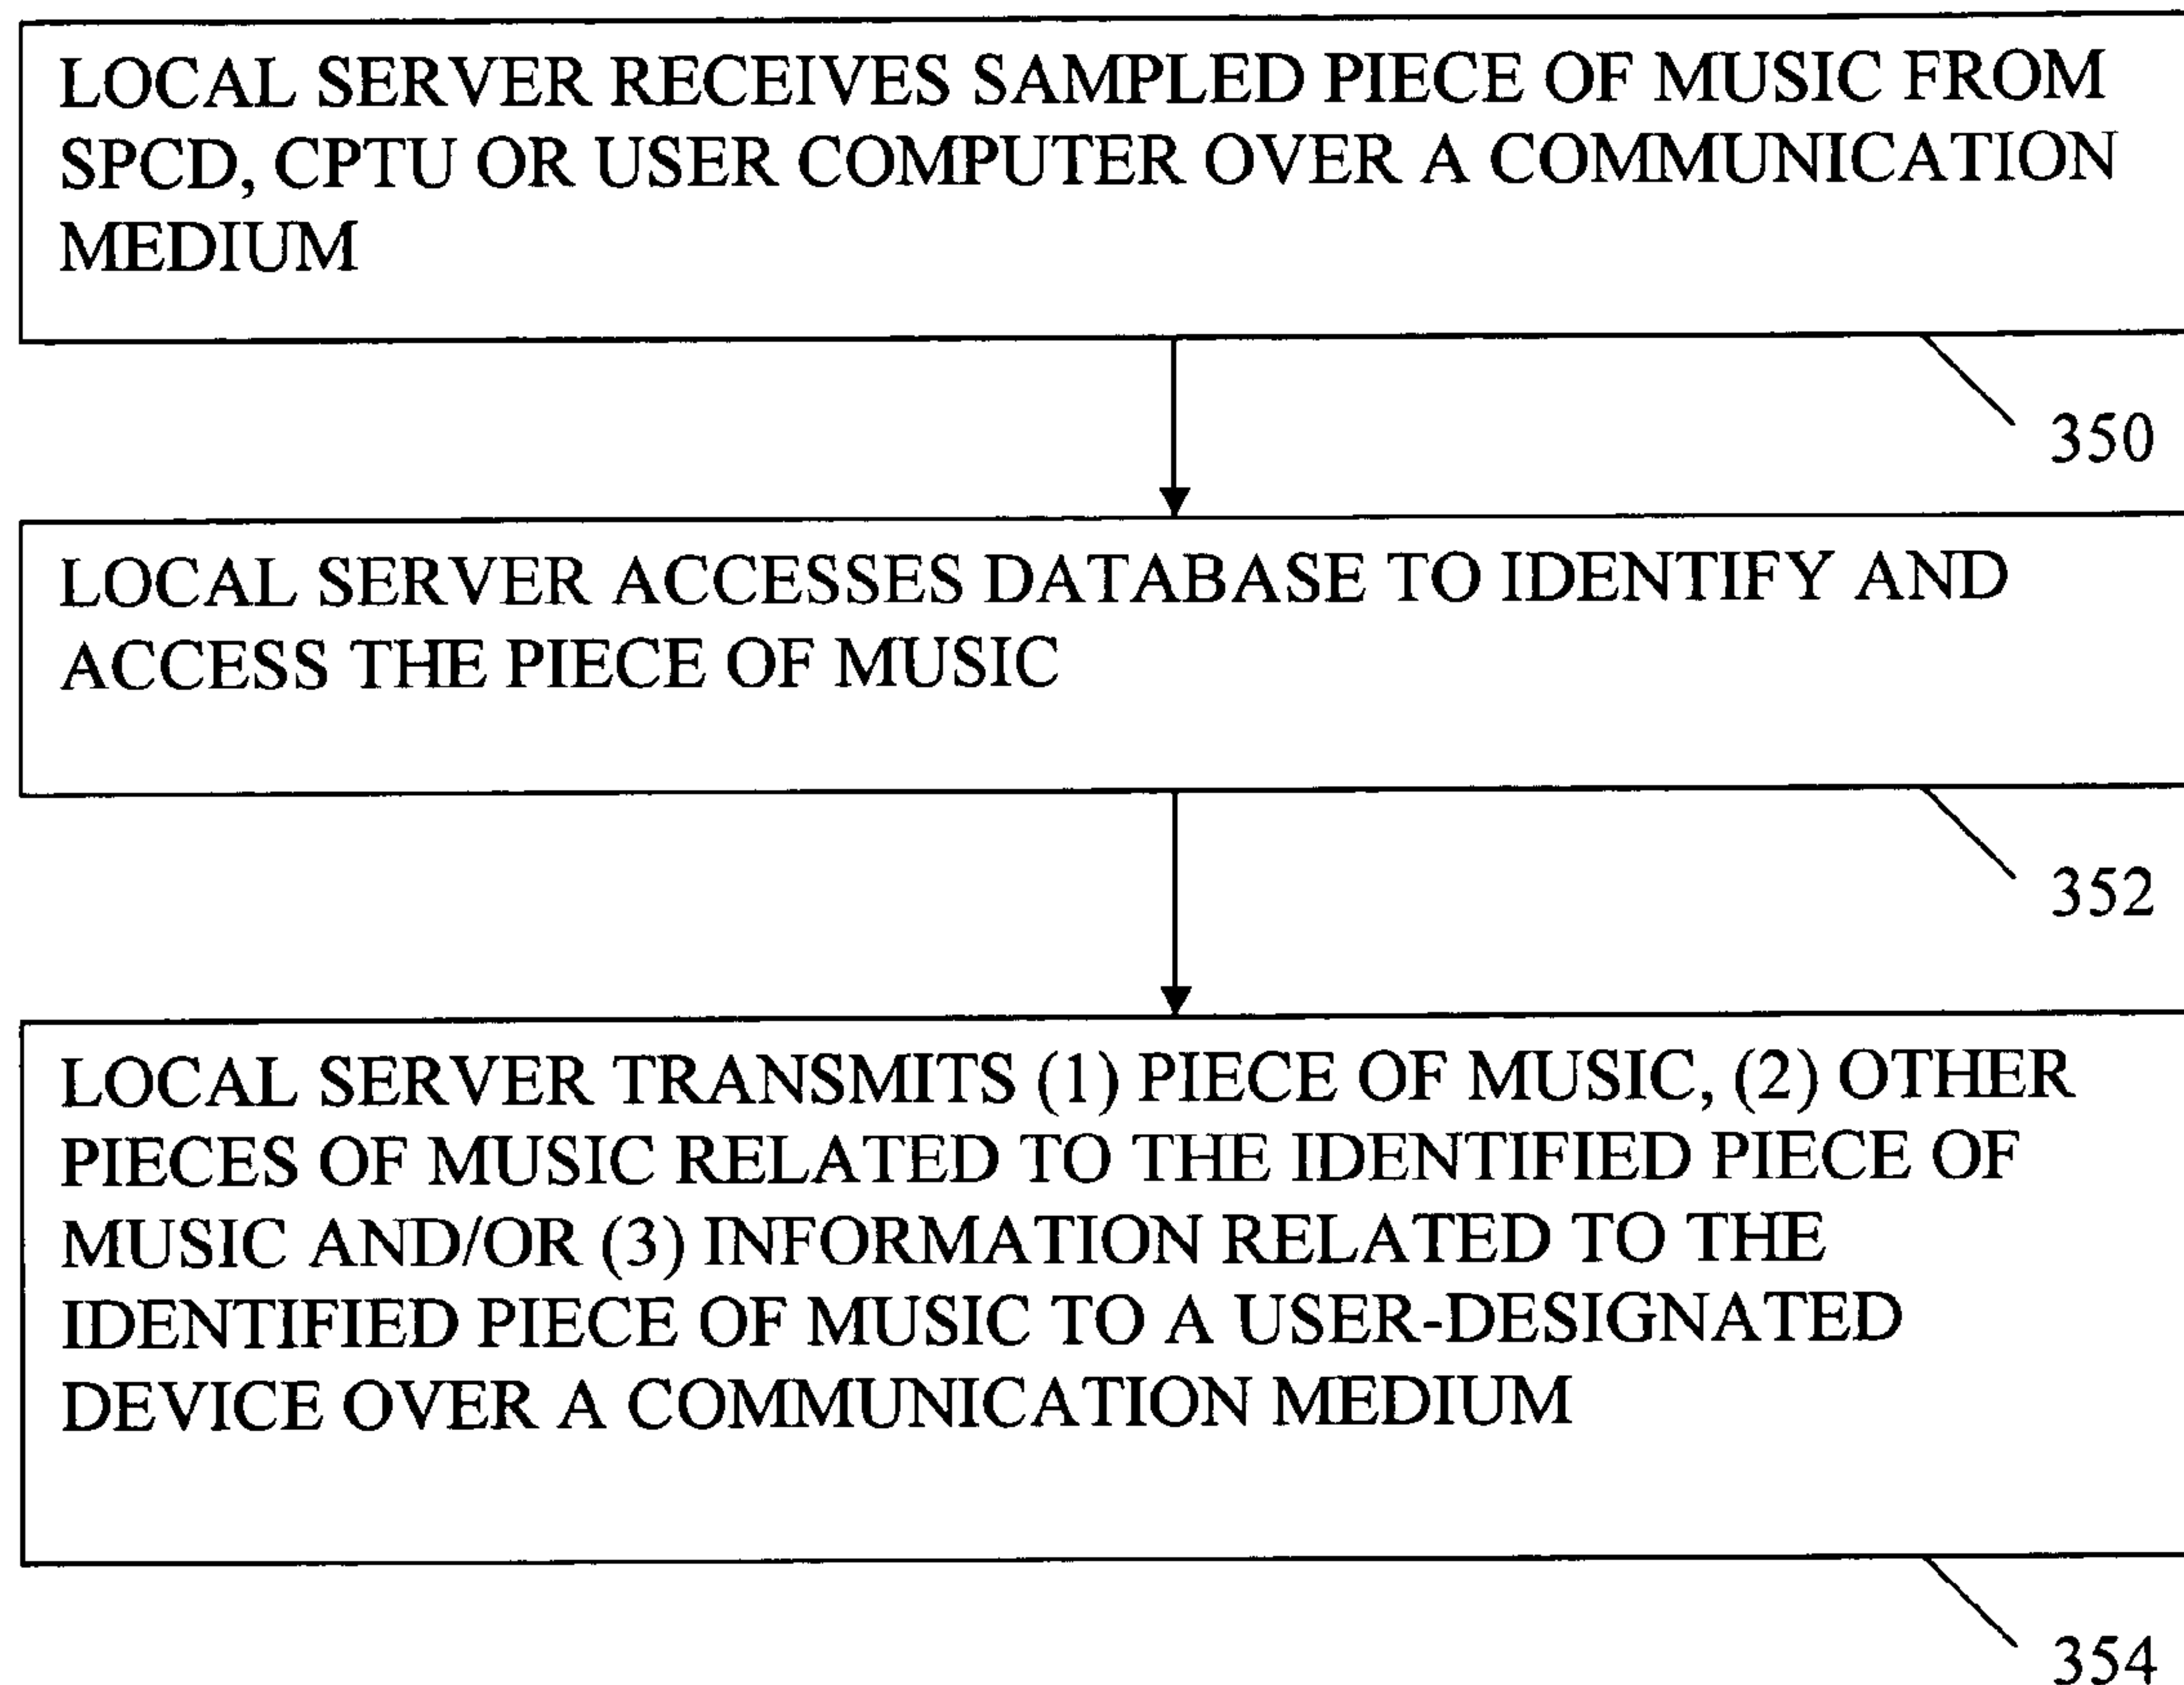 LOCAL SERVER RECEIVES SAMPLED PIECE OF MUSIC FROM
SPCD, CPTU OR USER COMPUTER OVER A COMMUNICATION
MEDIUM
350
LOCAL SERVER ACCESSES DATABASE TO IDENTIFY AND
ACCESS THE PIECE OF MUSIC
352
LOCAL SERVER TRANSMITS (1) PIECE OF MUSIC, (2) OTHER
PIECES OF MUSIC RELATED TO THE IDENTIFIED PIECE OF
MUSIC AND/OR (3) INFORMATION RELATED TO THE
IDENTIFIED PIECE OF MUSIC TO A USER-DESIGNATED
DEVICE OVER A COMMUNICATION MEDIUM
354